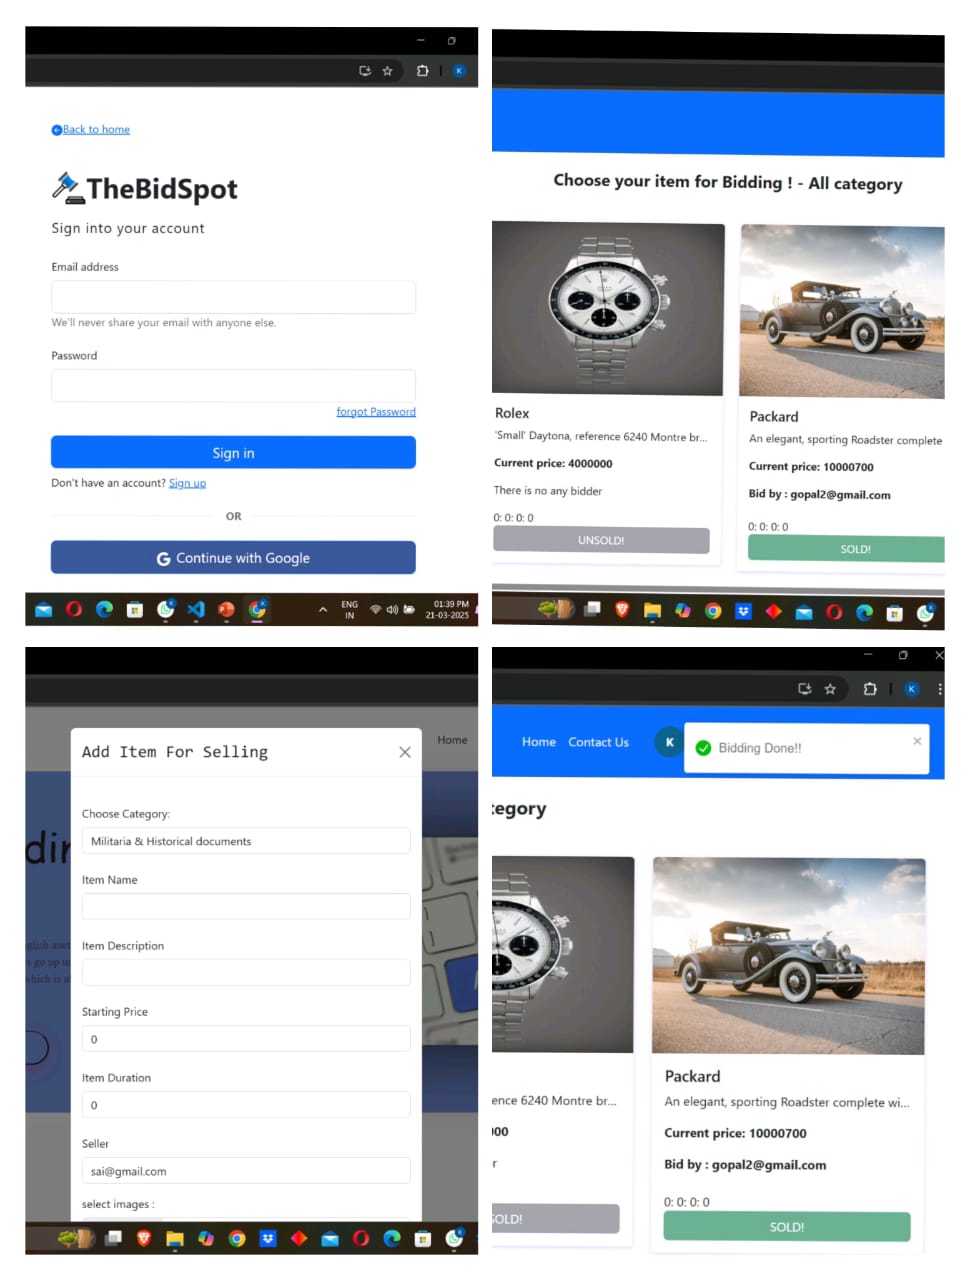 K
Back to home
TheBidSpot
Sign into your account
Email address
We'll never share your email with anyone else.
Password
forgot Password
Sign in
Don't have an account? Sign up
OR
G Continue with Google
ENG
IN
01:39 PM
21-03-2025
Choose your item for Bidding ! - All category
Rolex
'Small' Daytona, reference 6240 Montre br...
Current price: 4000000
There is no any bidder
0: 0: 0: 0
UNSOLD!
Packard
An elegant, sporting Roadster complete
Current price: 10000700
Bid by : gopal2@gmail.com
0: 0: 0: 0
SOLD!
Home
Add Item For Selling
Choose Category:
Militaria & Historical documents
Item Name
Item Description
Starting Price
0
Item Duration
0
Seller
sai@gmail.com
select images :
K
Home Contact Us K
Bidding Done!!
tegory
ence 6240 Montre br...
000
r
SOLD!
Packard
An elegant, sporting Roadster complete wi...
Current price: 10000700
Bid by : gopal2@gmail.com
0: 0: 0: 0
SOLD!